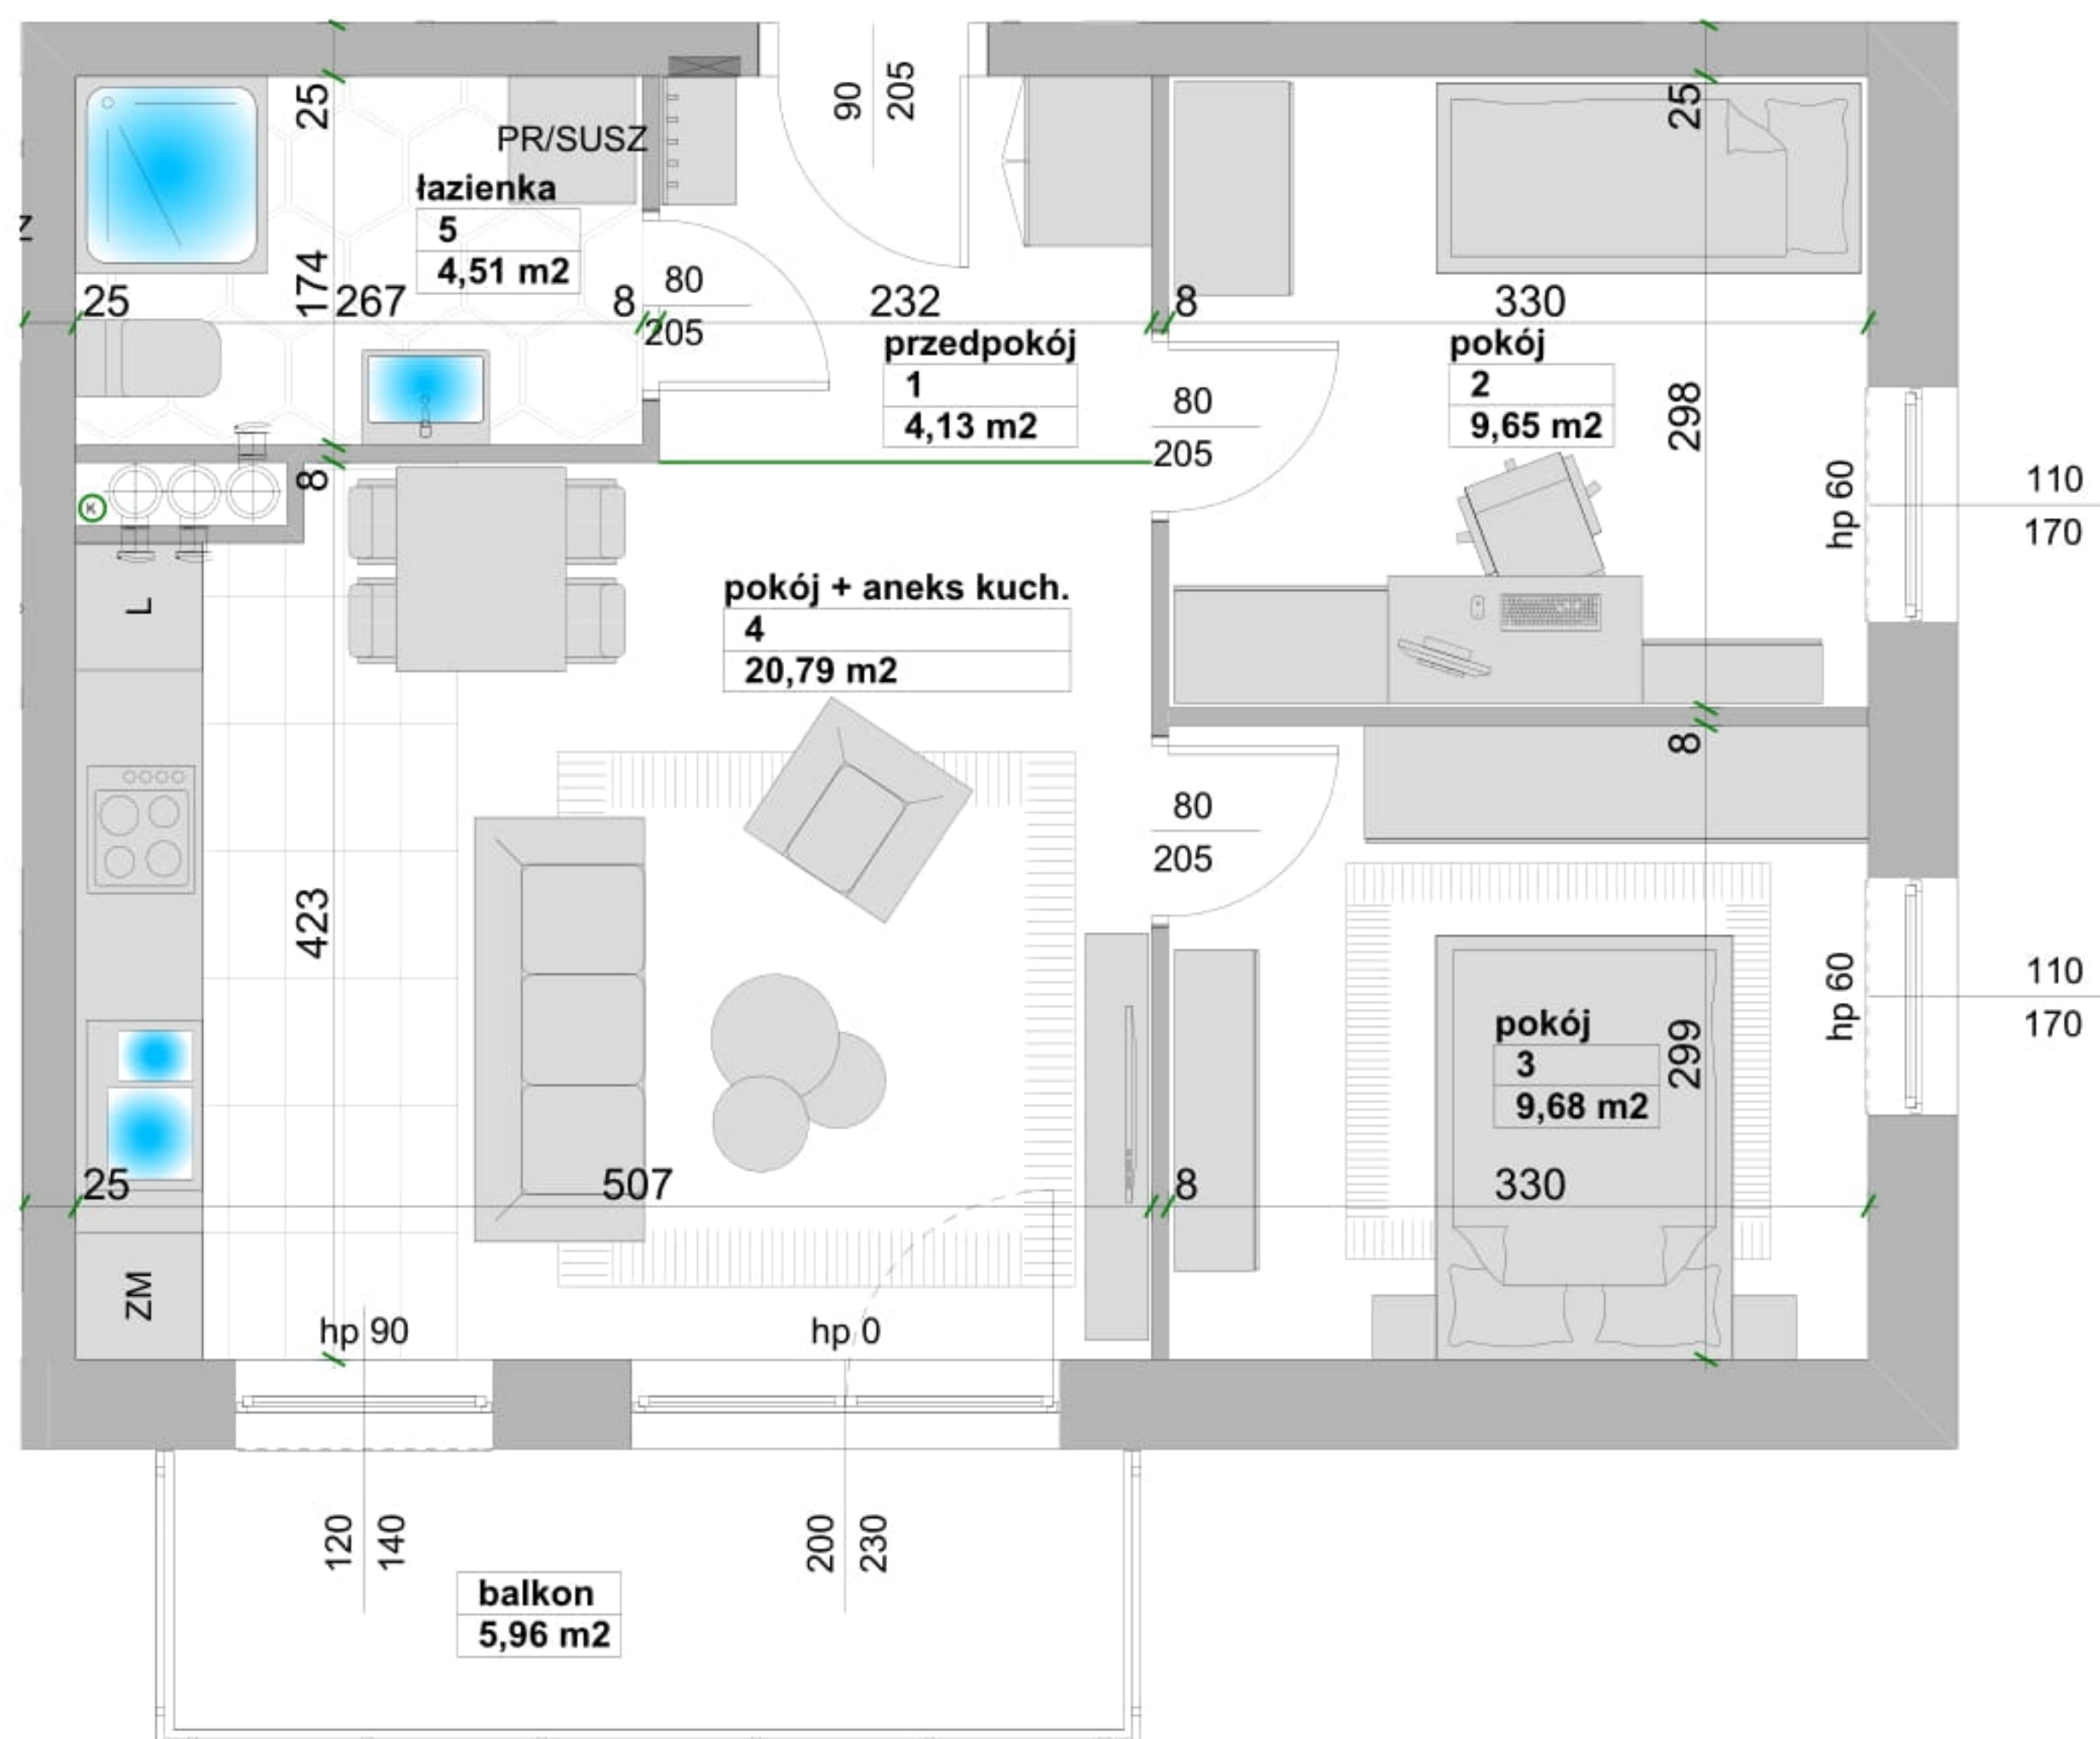 25
90
205
25
PR/SUSZ
łazienka
5
4,51 m2
Z
174
25
267
8
80
205
232
8
330
przedpokój
1
4,13 m2
pokój
2
9,65 m2
80
205
298
hp 60
110
170
8
K
L
pokój + aneks kuch.
4
20,79 m2
8
80
205
423
hp 60
110
170
pokój
3
9,68 m2
299
25
507
8
330
ZM
hp 90
hp 0
120
140
200
230
balkon
5,96 m2